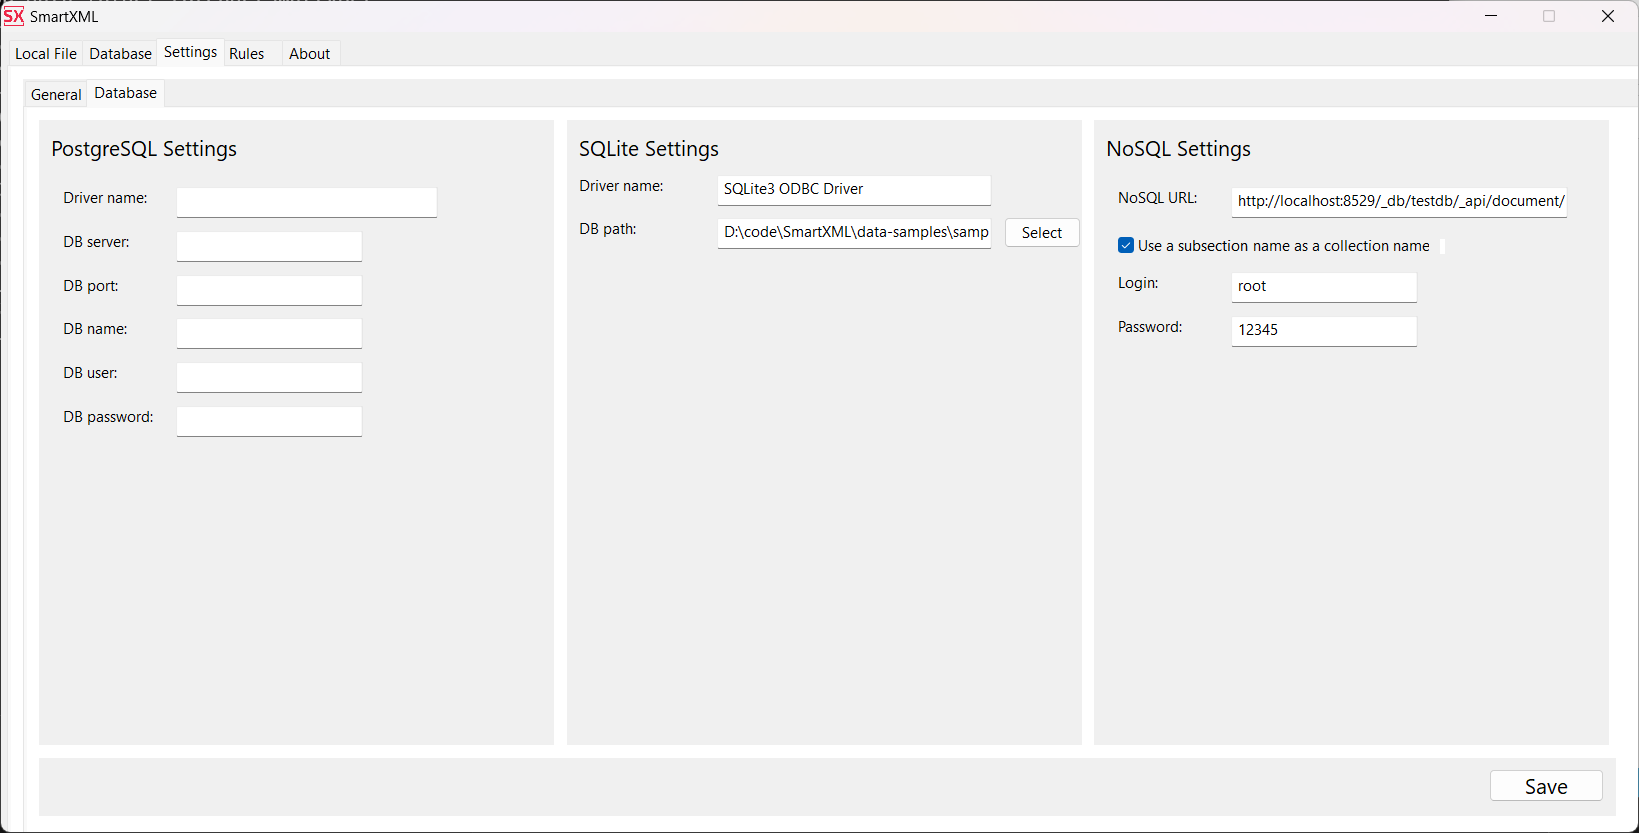 SX SmartXML
Local File Database Settings Rules About
General Database
PostgreSQL Settings
Driver name:
DB server:
DB port:
DB name:
DB user:
DB password:
SQLite Settings
Driver name: SQLite3 ODBC Driver
DB path: D:\code\SmartXML\data-samples\samp Select
NoSQL Settings
NoSQL URL: http://localhost:8529/_db/testdb/_api/document/
Use a subsection name as a collection name
Login: root
Password: 12345
Save